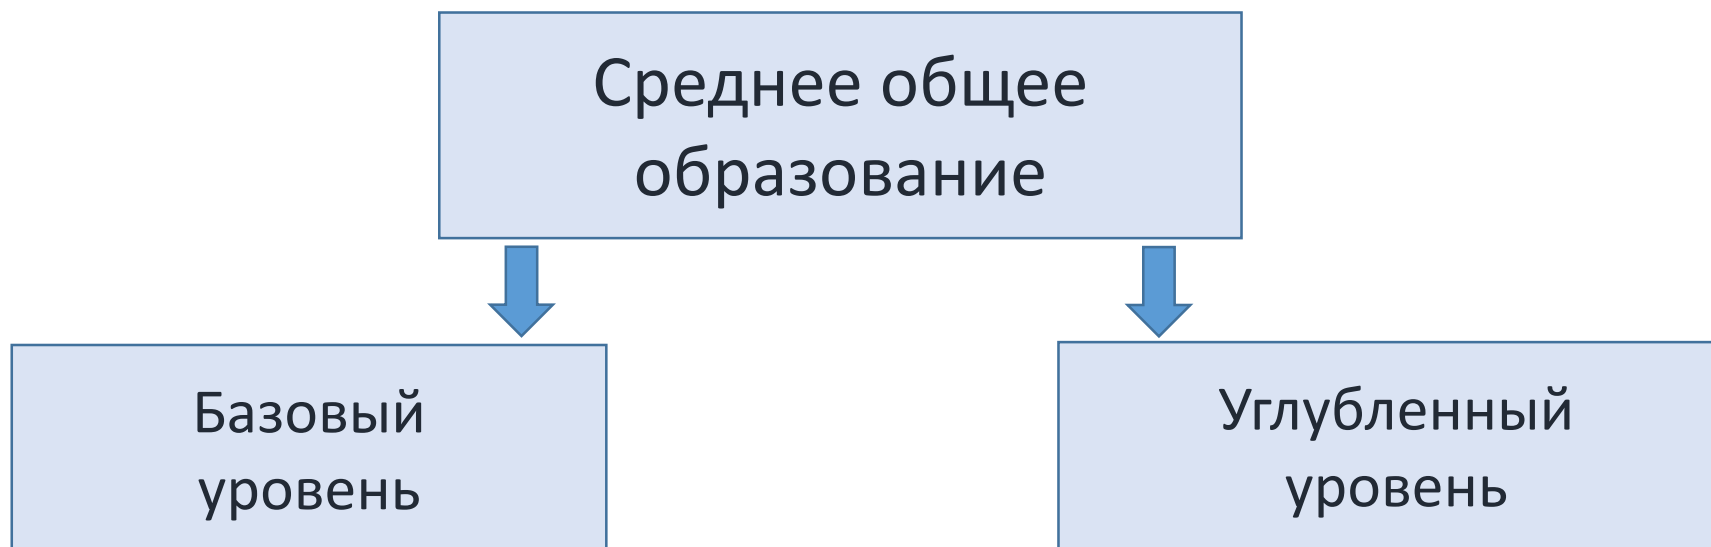 Среднее общее
образование
Базовый
уровень
Углубленный
уровень